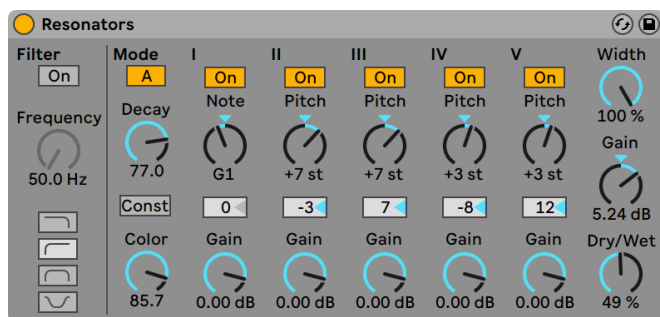 Resonators
Filter
On
Frequency
50.0 Hz
Mode
A
Decay
77.0
Const
Color
85.7
I
On
Note
G1
0
Gain
0.00 dB
II
On
Pitch
+7 st
-3
Gain
0.00 dB
III
On
Pitch
+7 st
7
Gain
0.00 dB
IV
On
Pitch
+3 st
-8
Gain
0.00 dB
V
On
Pitch
+3 st
12
Gain
0.00 dB
Width
100 %
Gain
5.24 dB
Dry/Wet
49 %